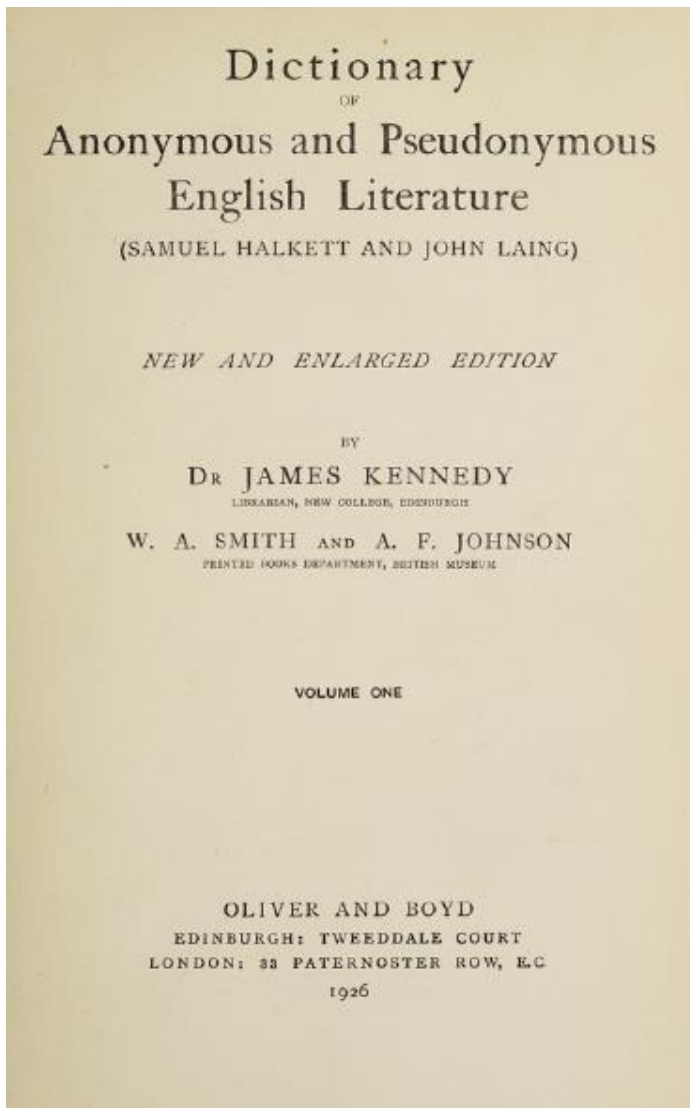 Dictionary
OF
Anonymous and Pseudonymous
English Literature
(SAMUEL HALKETT AND JOHN LAING)
NEW AND ENLARGED EDITION
BY
DR JAMES KENNEDY
LIBRARIAN, NEW COLLEGE, EDINBURGH
W. A. SMITH AND A. F. JOHNSON
PRINTED BOOKS DEPARTMENT, BRITISH MUSEUM
VOLUME ONE
OLIVER AND BOYD
EDINBURGH: TWEEDDALE COURT
LONDON: 33 PATERNOSTER ROW, E.C.
1926